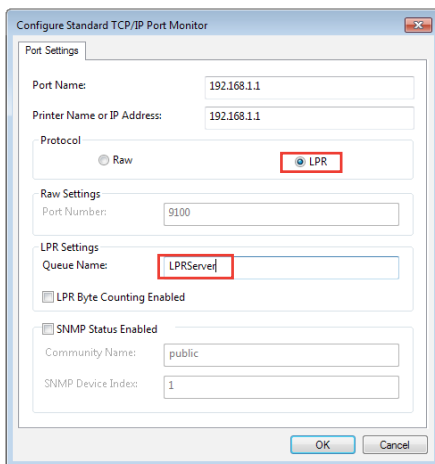 Configure Standard TCP/IP Port Monitor
Port Settings
Port Name: 192.168.1.1
Printer Name or IP Address: 192.168.1.1
Protocol
Raw LPR
Raw Settings
Port Number: 9100
LPR Settings
Queue Name: LPRServer
LPR Byte Counting Enabled
SNMP Status Enabled
Community Name: public
SNMP Device Index: 1
OK Cancel